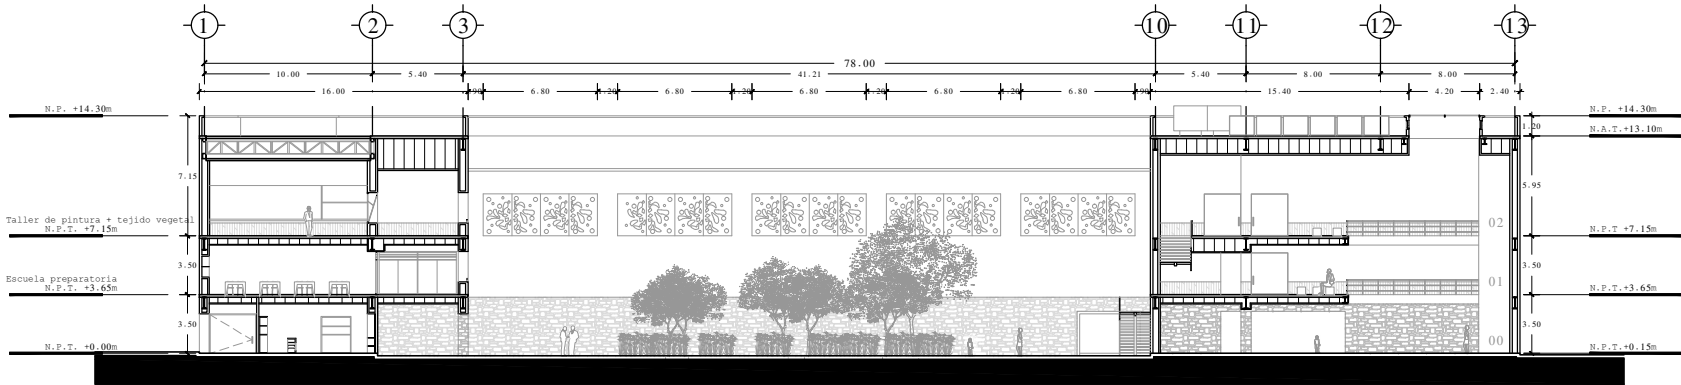 1 2 3 10 11 12 13
78.00
10.00 5.40 41.21 5.40 8.00 8.00
16.00 .90 6.80 1.20 6.80 1.20 6.80 1.20 6.80 1.20 6.80 .90 15.40 4.20 2.40
N.P. +14.30m
N.P. +14.30m
1.20
N.A.T.+13.10m
7.15
5.95
Taller de pintura + tejido vegetal
N.P.T. +7.15m
02
N.P.T +7.15m
3.50
3.50
Escuela preparatoria
N.P.T. +3.65m
01
N.P.T.+3.65m
3.50
3.50
N.P.T. +0.00m
00
N.P.T.+0.15m